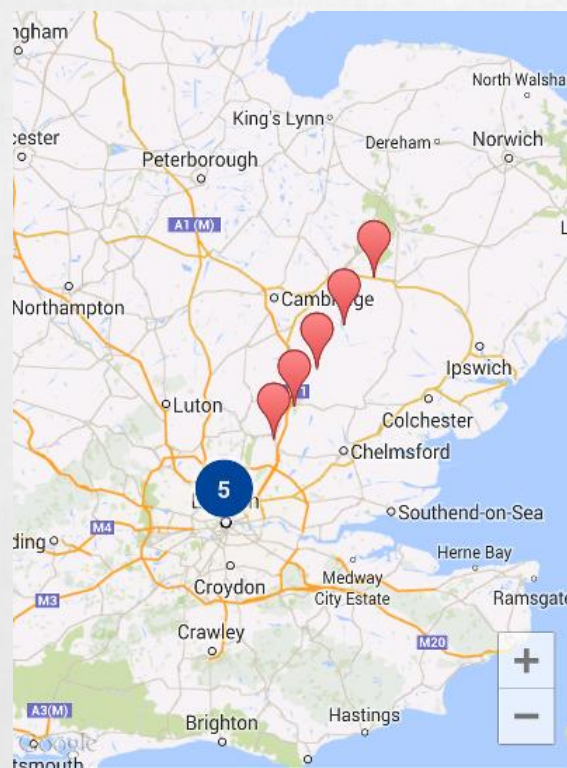 ngham
North Walsha
King's Lynn
Dereham
Norwich
cester
Peterborough
A1 (M)
L
Cambridge
Northampton
Ipswich
Luton
Colchester
Chelmsford
5
Southend-on-Sea
M4
ding
Herne Bay
Croydon
Medway
City Estate
M3
Ramsgate
Crawley
M20
+
A3(M)
Hastings
−
Brighton
Google
tsmouth